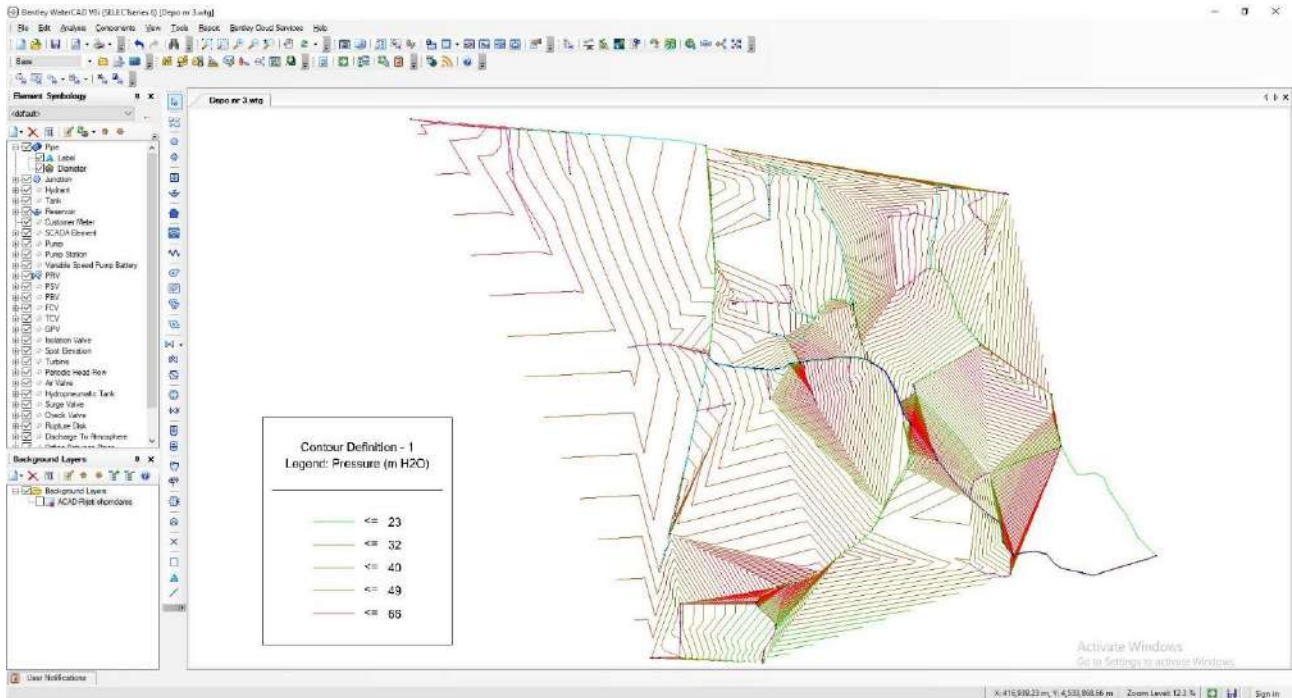 Bentley WaterCAD V8i (SELECTseries 6) [Depo nr 3.wtg]
File Edit Analysis Components View Tools Report Bentley Cloud Services Help
Base
Element Symbology
<default>
Depo nr 3.wtg
Pipe
Label
Diameter
Junction
Hydrant
Tank
Reservoir
Customer Meter
SCADA Element
Pump
Pump Station
Variable Speed Pump Battery
PRV
PSV
PBV
FCV
TCV
GPV
Isolation Valve
Spot Elevation
Turbine
Periodic Head-Flow
Air Valve
Hydropneumatic Tank
Surge Valve
Check Valve
Rupture Disk
Discharge To Atmosphere
Background Layers
Background Layers
Contour Definition - 1
Legend: Pressure (m H2O)
<= 23
<= 32
<= 40
<= 49
<= 66
Activate Windows
Go to Settings to activate Windows.
User Notifications
Zoom Level: 12.3 %
Sign in